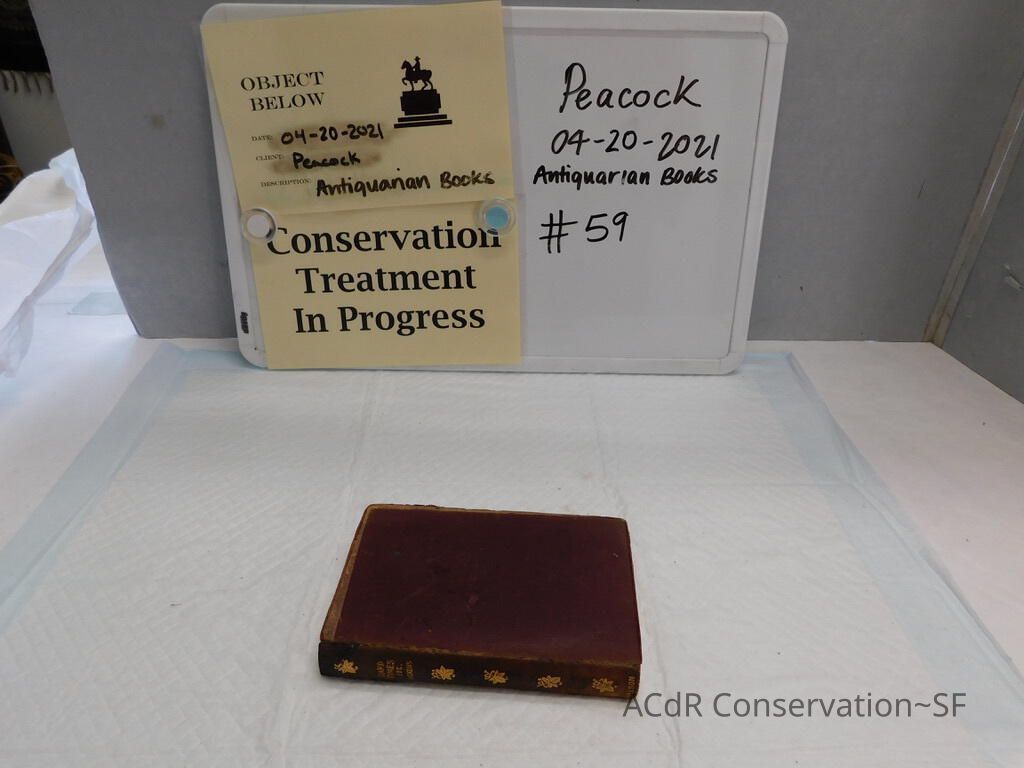 OBJECT
BELOW
DATE: 04-20-2021
CLIENT: Peacock
DESCRIPTION: Antiquarian Books
Conservation
Treatment
In Progress
Peacock
04-20-2021
Antiquarian Books
#59
ACdR Conservation~SF